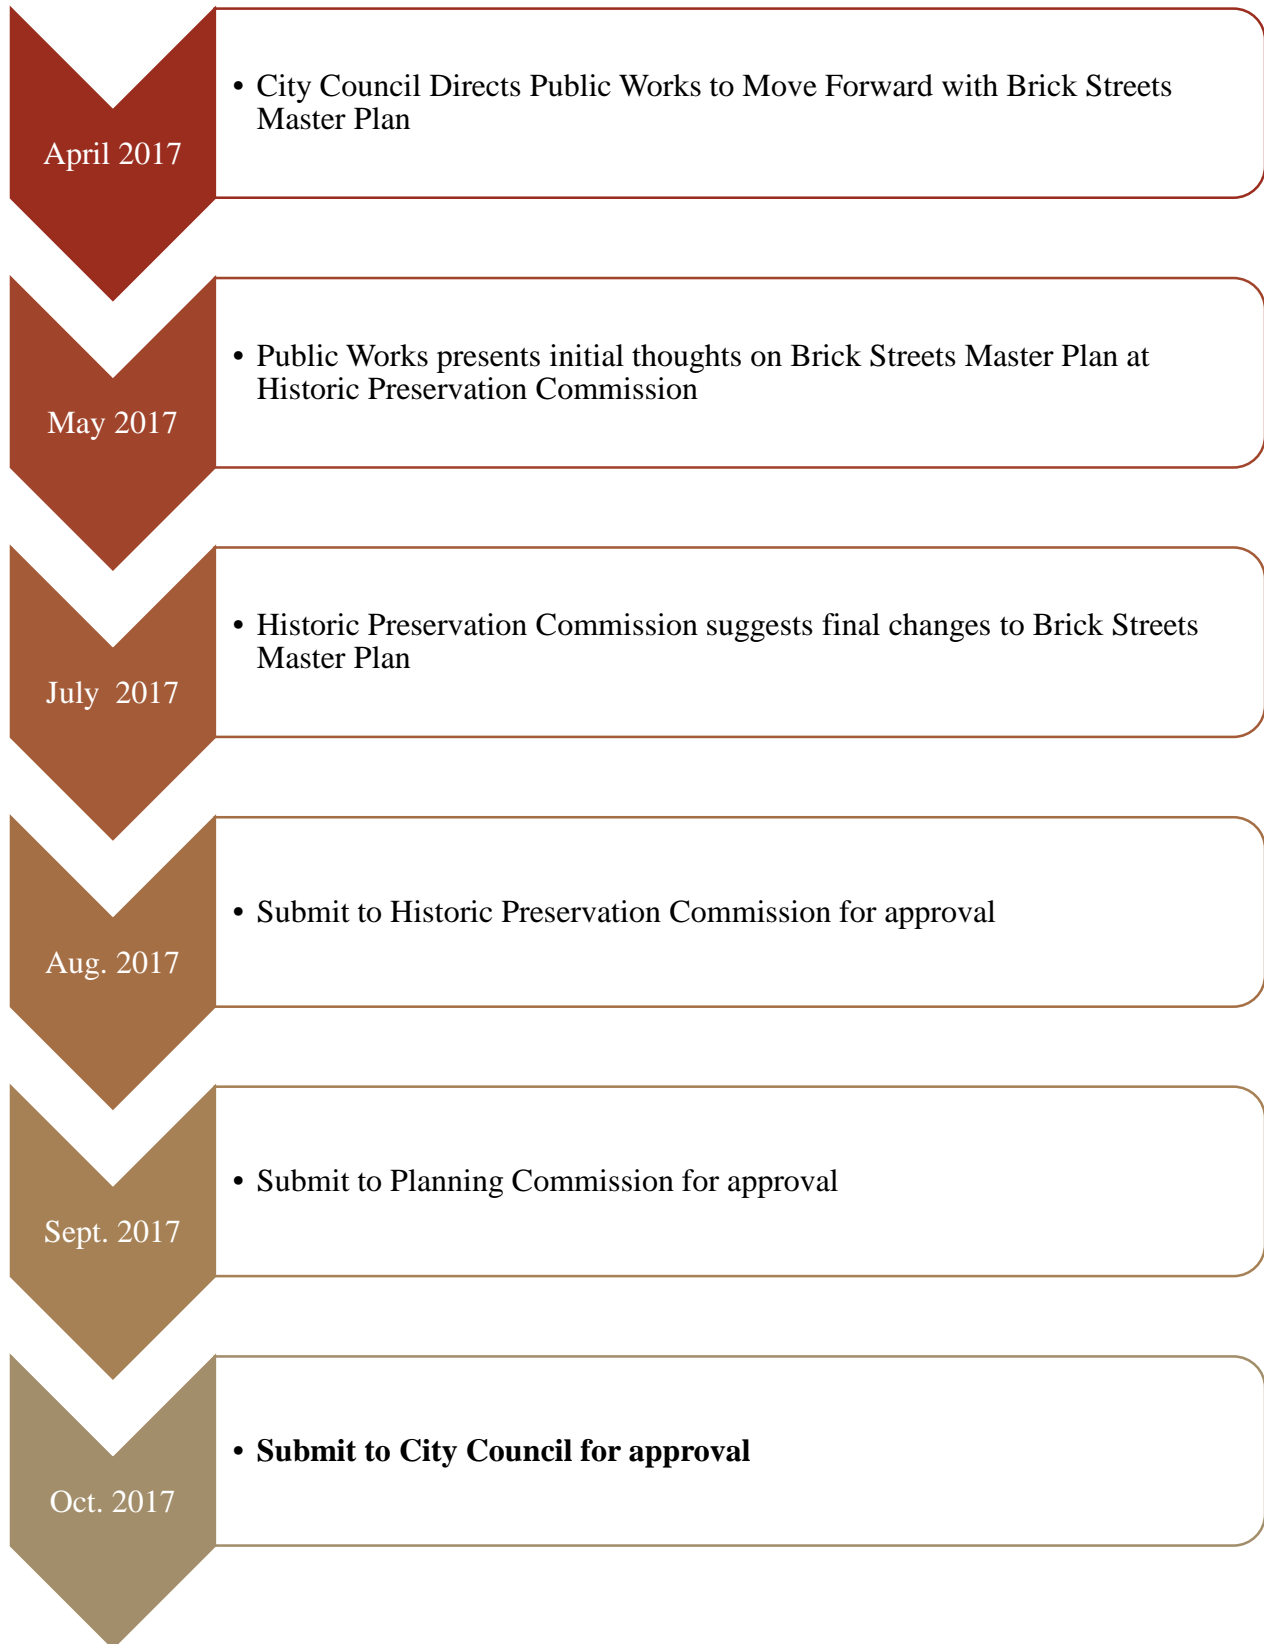 April 2017
• City Council Directs Public Works to Move Forward with Brick Streets
Master Plan
May 2017
• Public Works presents initial thoughts on Brick Streets Master Plan at
Historic Preservation Commission
July  2017
• Historic Preservation Commission suggests final changes to Brick Streets
Master Plan
Aug. 2017
• Submit to Historic Preservation Commission for approval
Sept. 2017
• Submit to Planning Commission for approval
Oct. 2017
• Submit to City Council for approval